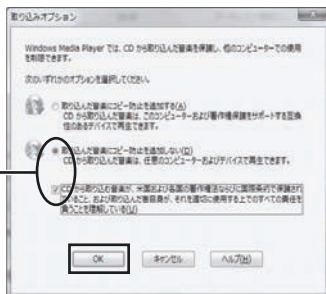 取り込みオプション
Windows Media Player では、CD から取り込んだ音楽を保護し、他のコンピューターでの使用
を制限できます。
次のいずれかのオプションを選択してください。
取り込んだ音楽にコピー防止を追加する(A)
CD から取り込んだ音楽は、このコンピューターおよび著作権保護をサポートする互換
性のあるデバイスで再生できます。
取り込んだ音楽にコピー防止を追加しない(D)
CD から取り込んだ音楽は、任意のコンピューターおよびデバイスで再生できます。
CD から取り込む音楽が、米国および各国の著作権法ならびに国際条約で保護され
ていること、および取り込んだ複製自身が、それを適切に使用する上でのすべての責任を
負うことを理解している(U)
OK
キャンセル
ヘルプ(H)